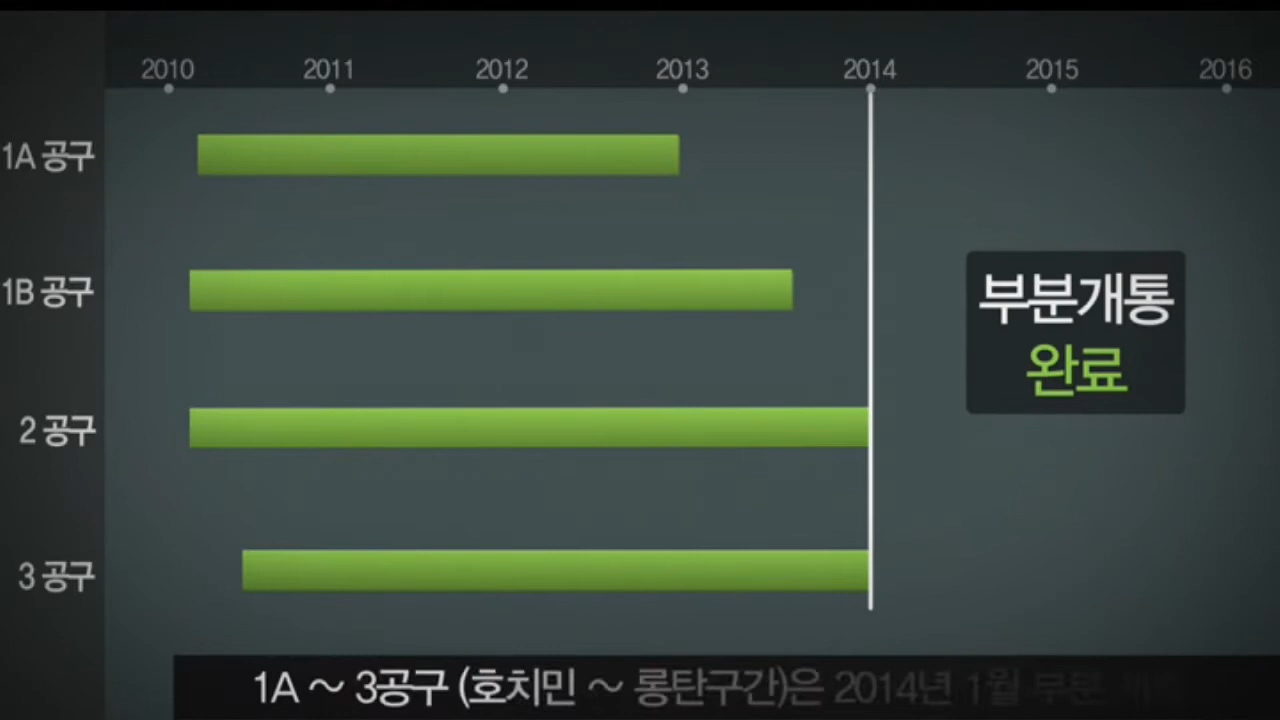 2010 2011 2012 2013 2014 2015 2016
1A 공구
1B 공구
부분개통
완료
2 공구
3 공구
1A ~ 3공구 (호치민 ~ 롱탄구간)은 2014년 1월 부분